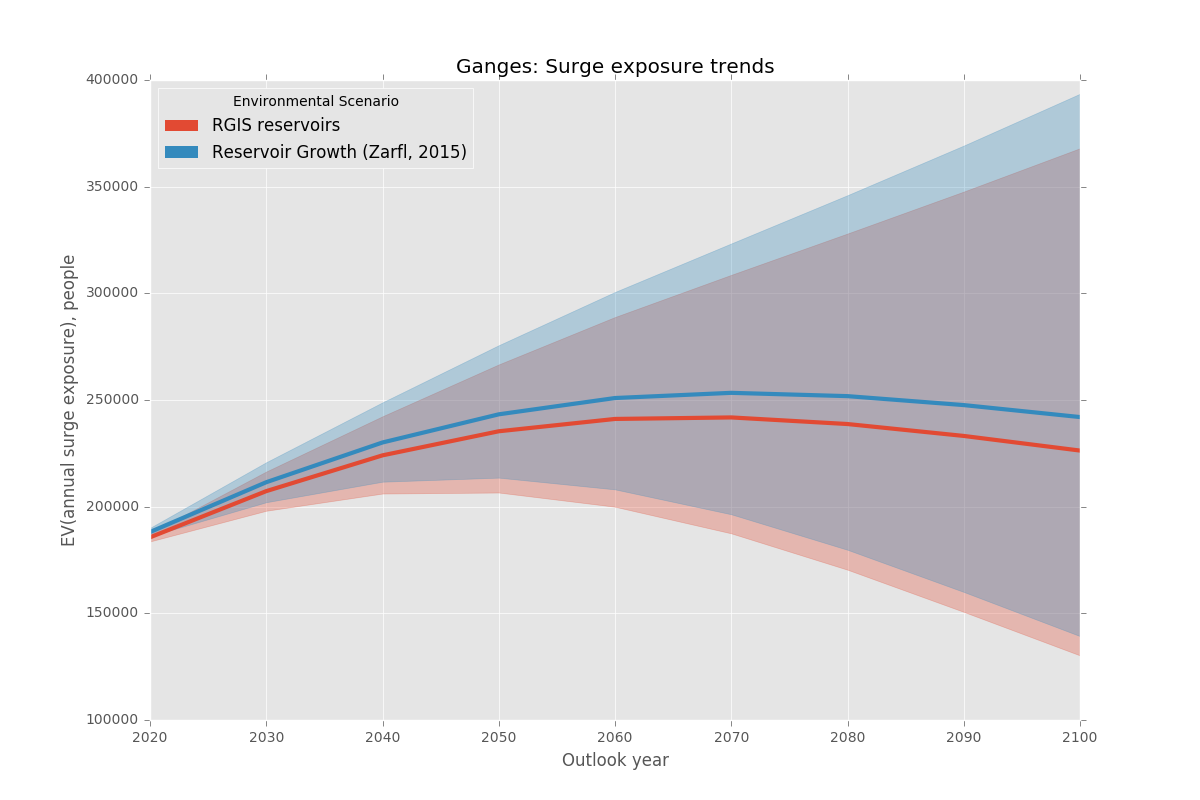 Ganges: Surge exposure trends
Environmental Scenario
RGIS reservoirs
Reservoir Growth (Zarfl, 2015)
EV(annual surge exposure), people
400000
350000
300000
250000
200000
150000
100000
2020 2030 2040 2050 2060 2070 2080 2090 2100
Outlook year